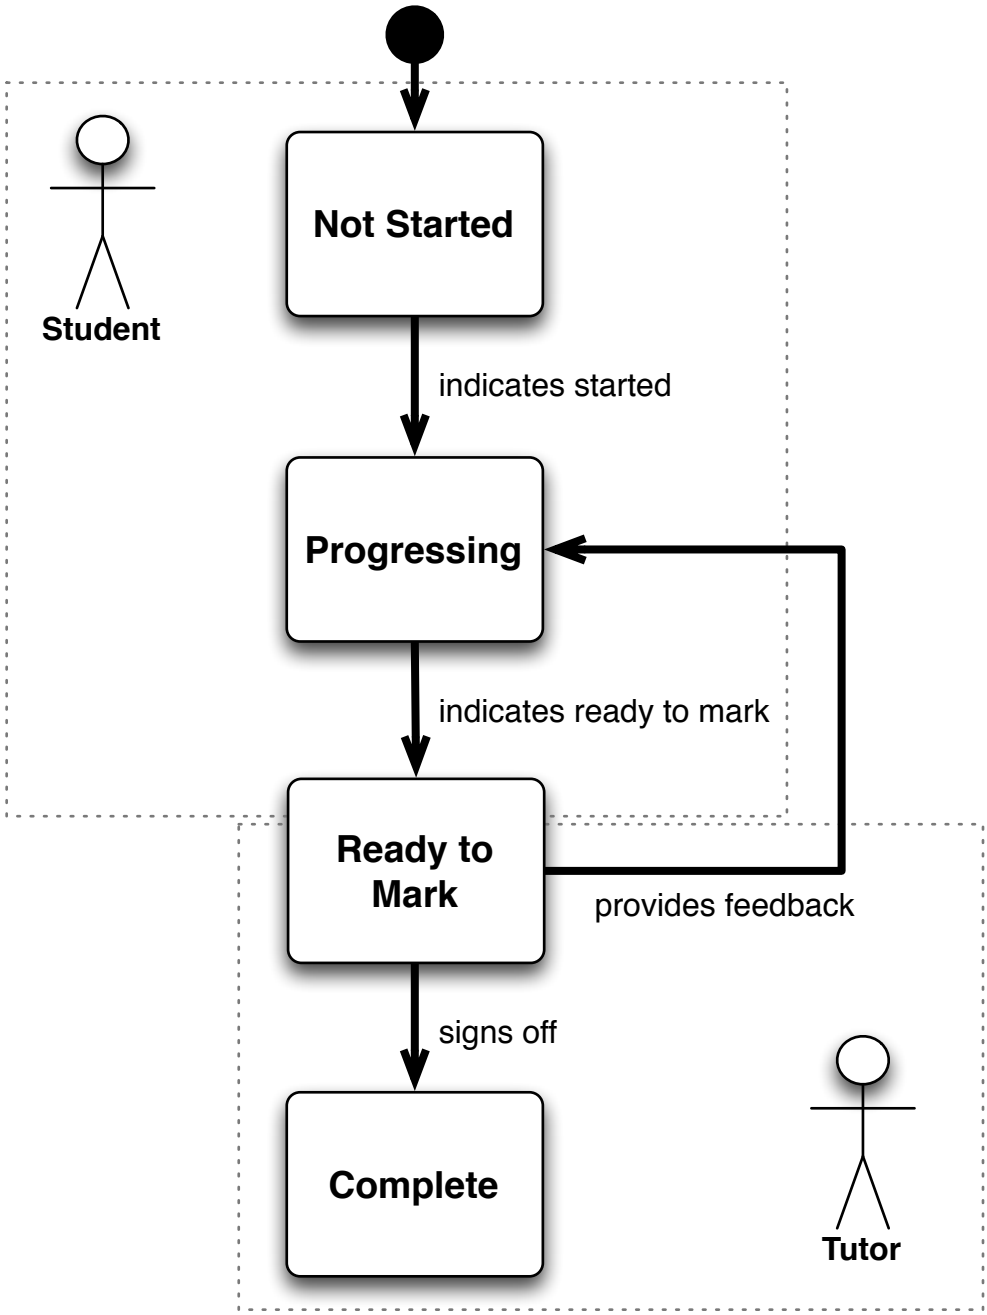 Not Started
Student
indicates started
Progressing
indicates ready to mark
Ready to
Mark
provides feedback
signs off
Complete
Tutor